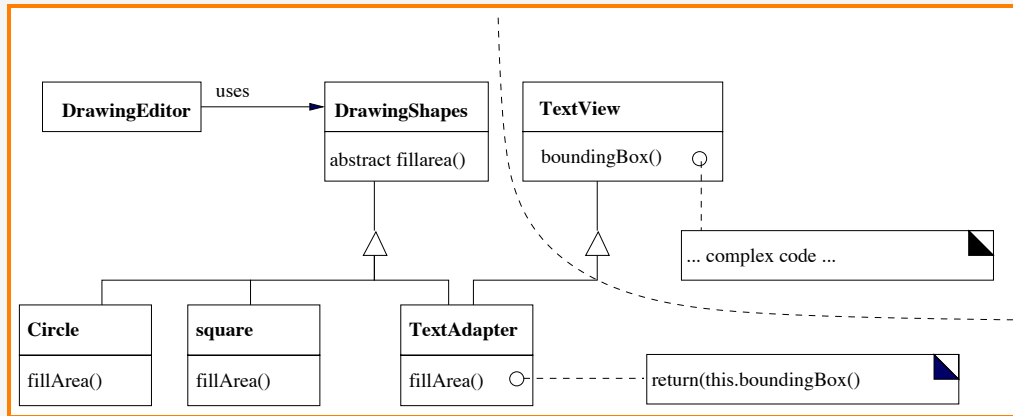 uses
DrawingEditor
DrawingShapes
abstract fillarea()
TextView
boundingBox()
... complex code ...
Circle
fillArea()
square
fillArea()
TextAdapter
fillArea()
return(this.boundingBox()